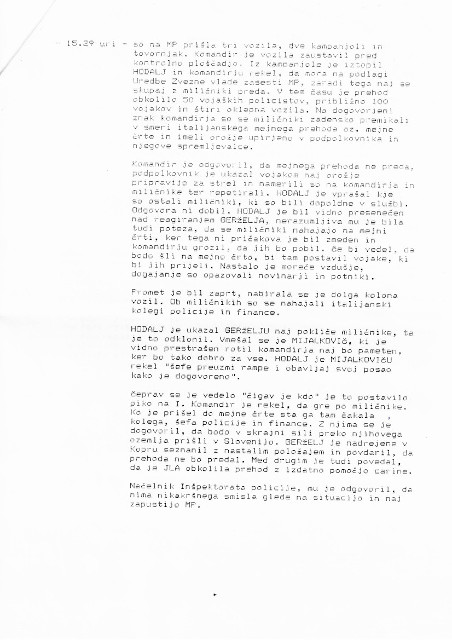 15.29 uri - so na MP prišla tri vozila, dve kampanjoli in
tovornjak. Komandir je vozila zaustavil pred
kontrolno ploščadjo. Iz kampanjole je izstopil
HODALJ in komandirju rekel, da mora na podlagi
Uredbe Zvezne vlade zasesti MP, zaradi tega naj se
skupaj z miličniki preda. V tem času je prehod
obkolilo 50 vojaških policistov, približno 100
vojakov in štiri oklepna vozila. Na dogovorjeni
znak komandirja so se miličniki zadensko premikali
v smeri italijanskega mejnega prehoda oz. mejne
črte in imeli orožje uprjeno v podpolkovnika in
njegove spremljevalce.
Komandir je odgovoril, da mejnega prehoda ne preda,
podpolkovnik je ukazal vojakom naj orožje
pripravijo za strel in namerili so na komandirja in
miličnike ter repetirali. HODALJ je vprašal kje
so ostali miličniki, ki so bili dopoldne v službi.
Odgovora ni dobil. HODALJ je bil vidno presenečen
nad reagiranjem GERŽELJA, nerazumljiva mu je bila
tudi poteza, da se miličniki nahajajo na mejni
črti, ker tega ni pričakoval je bil zmeden in
komandirju grozil, da jih bo pobil. Če bi vedel, da
bodo šli na mejno črto, bi tam postavil vojake, ki
bi jih prijeli. Nastalo je moreče vzdušje,
dogajanje so opazovali novinarji in potniki.
Promet je bil zaprt, nabirala se je dolga kolona
vozil. Ob miličnikih so se nahajali italijanski
kolegi policije in finance.
HODALJ je ukazal GERŽELJU naj pokliče miličnike, ta
je to odklonil. Vmešal se je MIJALKOVIČ, ki je
vidno prestrašen rotil komandirja naj bo pameten,
ker bo tako dobro za vse. HODALJ je MIJALKOVIČU
rekel "šefe preuzmi rampe i obavljaj svoj posao
kako je dogovoreno".
Čeprav se je vedelo "čigav je kdo" je to postavilo
piko na I. Komandir je rekel, da gre po miličnike.
Ko je prišel do mejne črte sta ga tam čakala
kolega, šefa policije in finance. Z njima se je
dogovoril, da bodo v skrajni sili preko njihovega
ozemlja prišli v Slovenijo. GERŽELJ je nadrejene v
Kopru seznanil z nastalim položajem in povdaril, da
prehoda ne bo predal. Med drugim je tudi povedal,
da je JLA obkolila prehod z izdatno pomočjo carine.
Načelnik Inšpektorata policije, mu je odgovoril, da
nima nikakršnega smisla glede na situacijo in naj
zapustijo MP.